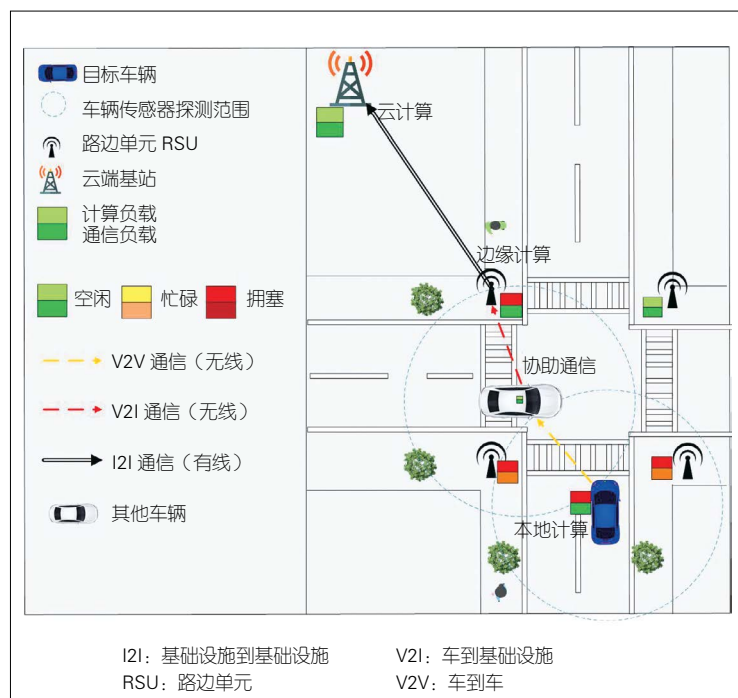 目标车辆
车辆传感器探测范围
路边单元 RSU
云端基站
计算负载
通信负载
空闲 忙碌 拥塞
V2V 通信（无线）
V2I 通信（无线）
I2I 通信（有线）
其他车辆
云计算
边缘计算
协助通信
本地计算
I2I：基础设施到基础设施 V2I：车到基础设施
RSU：路边单元 V2V：车到车